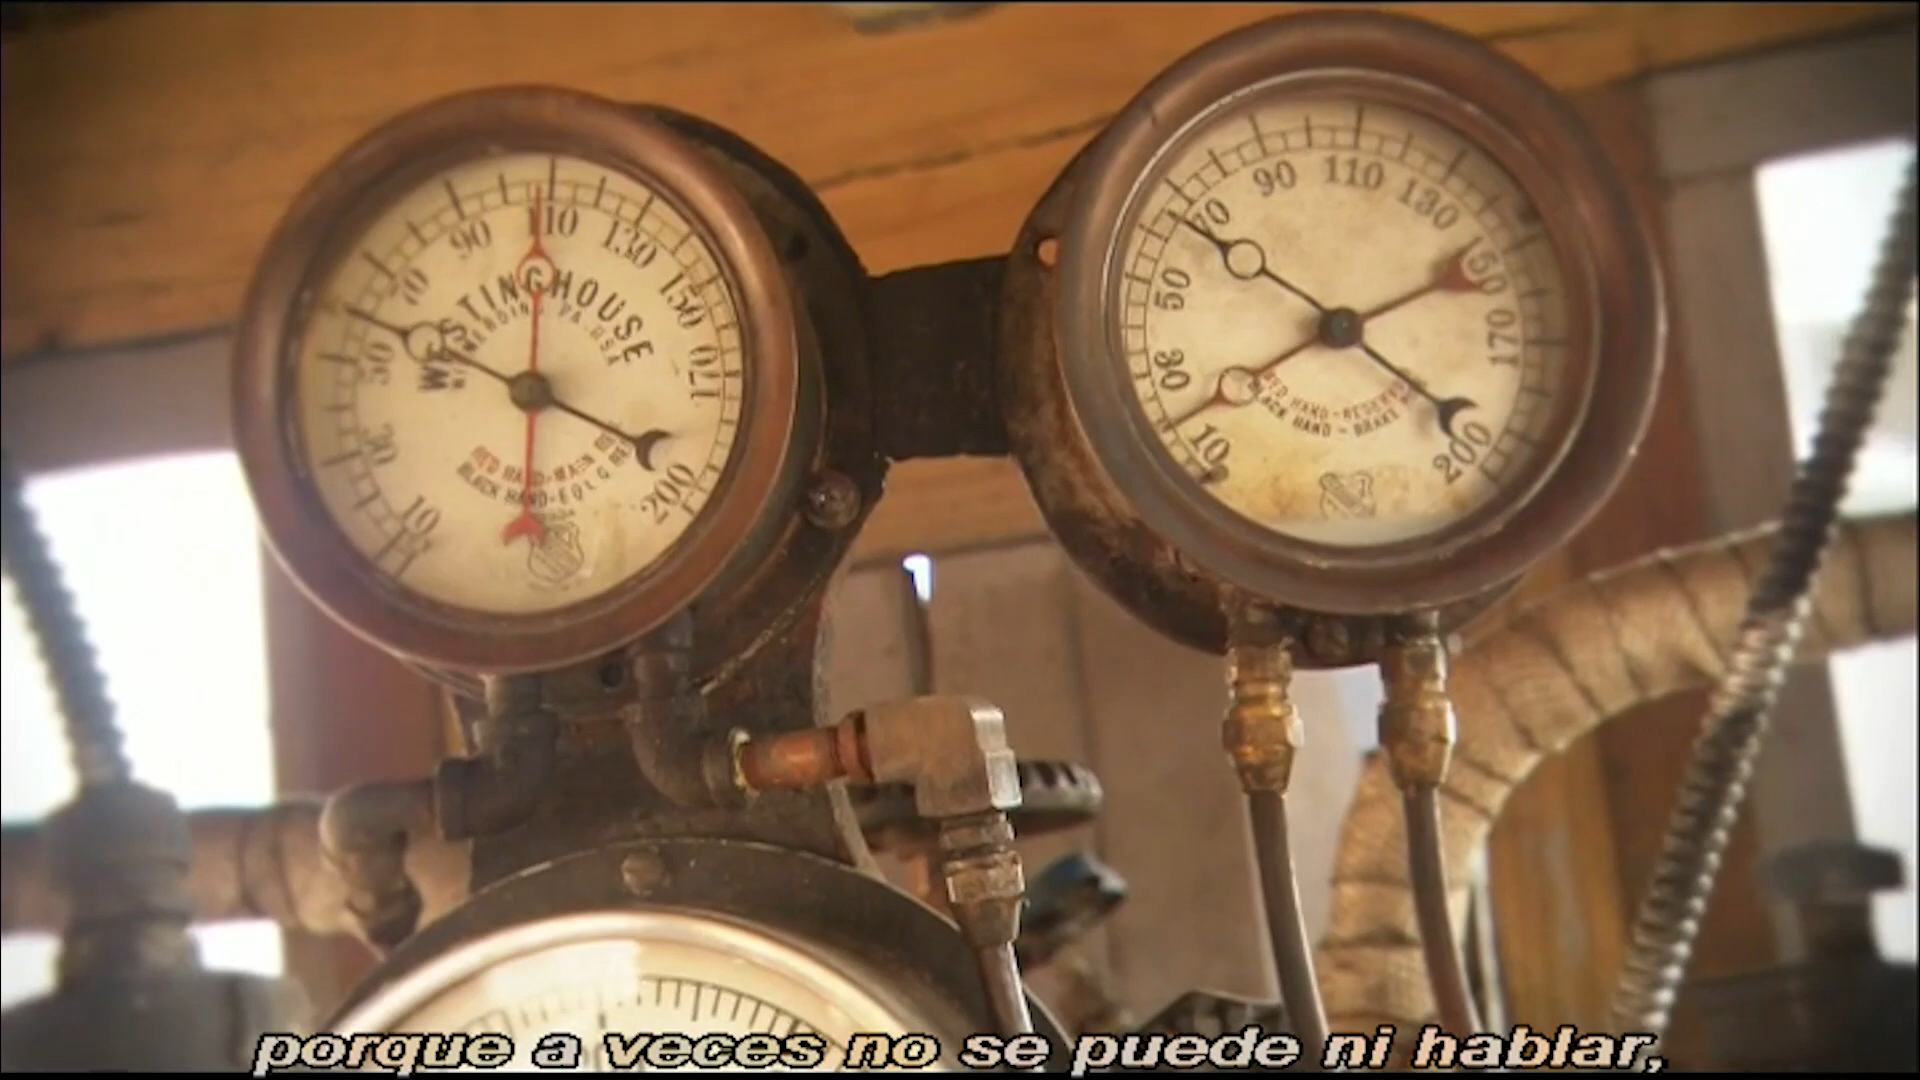 10 30 50 70 90 110 130 150 170 200
WESTINGHOUSE
RED HAND-MAIN
BLACK HAND-EQL'G RES
10 30 50 70 90 110 130 150 170 200
RED HAND-RESERVOIR
BLACK HAND-BRAKE
porque a veces no se puede ni hablar,